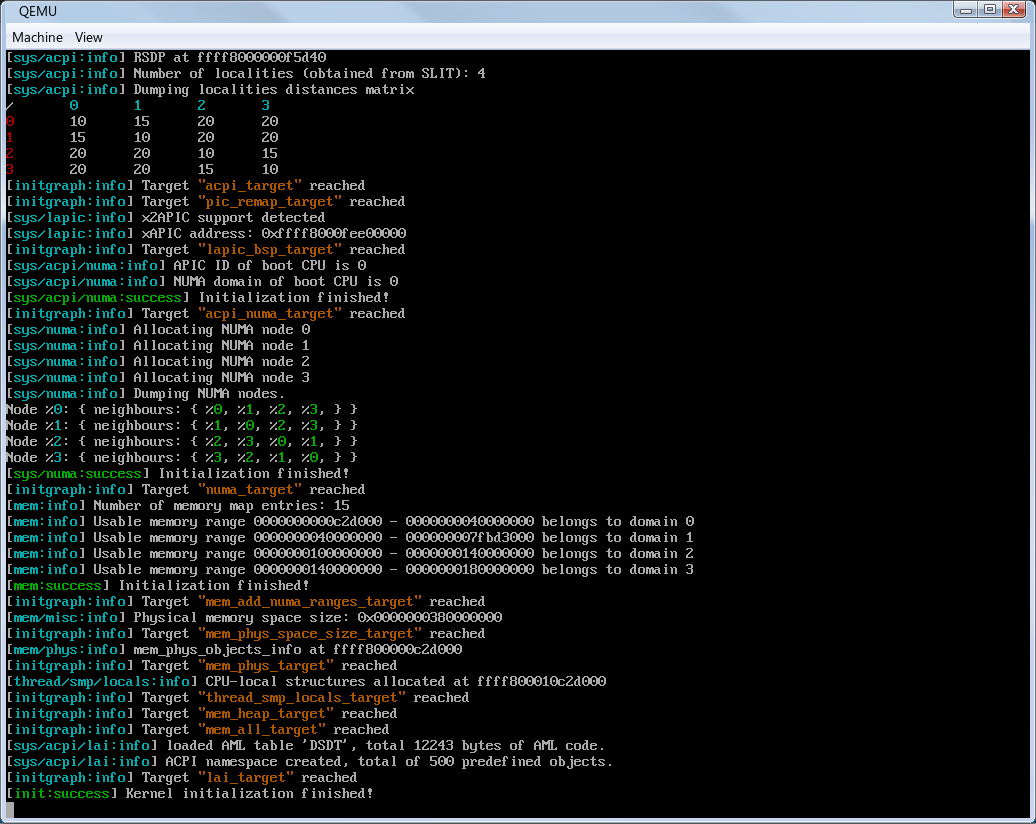 QEMU
Machine View
[sys/acpi:info] RSDP at ffff8000000f5d40
[sys/acpi:info] Number of localities (obtained from SLIT): 4
[sys/acpi:info] Dumping localities distances matrix
/ 0 1 2 3
0 10 15 20 20
1 15 10 20 20
2 20 20 10 15
3 20 20 15 10
[initgraph:info] Target "acpi_target" reached
[initgraph:info] Target "pic_remap_target" reached
[sys/lapic:info] x2APIC support detected
[sys/lapic:info] xAPIC address: 0xffff8000fee00000
[initgraph:info] Target "lapic_bsp_target" reached
[sys/acpi/numa:info] APIC ID of boot CPU is 0
[sys/acpi/numa:info] NUMA domain of boot CPU is 0
[sys/acpi/numa:success] Initialization finished!
[initgraph:info] Target "acpi_numa_target" reached
[sys/numa:info] Allocating NUMA node 0
[sys/numa:info] Allocating NUMA node 1
[sys/numa:info] Allocating NUMA node 2
[sys/numa:info] Allocating NUMA node 3
[sys/numa:info] Dumping NUMA nodes.
Node %0: { neighbours: { %0, %1, %2, %3, } }
Node %1: { neighbours: { %1, %0, %2, %3, } }
Node %2: { neighbours: { %2, %3, %0, %1, } }
Node %3: { neighbours: { %3, %2, %1, %0, } }
[sys/numa:success] Initialization finished!
[initgraph:info] Target "numa_target" reached
[mem:info] Number of memory map entries: 15
[mem:info] Usable memory range 0000000000c2d000 - 0000000040000000 belongs to domain 0
[mem:info] Usable memory range 0000000040000000 - 000000007fbd3000 belongs to domain 1
[mem:info] Usable memory range 0000000100000000 - 0000000140000000 belongs to domain 2
[mem:info] Usable memory range 0000000140000000 - 0000000180000000 belongs to domain 3
[mem:success] Initialization finished!
[initgraph:info] Target "mem_add_numa_ranges_target" reached
[mem/misc:info] Physical memory space size: 0x0000000380000000
[initgraph:info] Target "mem_phys_space_size_target" reached
[mem/phys:info] mem_phys_objects_info at ffff800000c2d000
[initgraph:info] Target "mem_phys_target" reached
[thread/smp/locals:info] CPU-local structures allocated at ffff800010c2d000
[initgraph:info] Target "thread_smp_locals_target" reached
[initgraph:info] Target "mem_heap_target" reached
[initgraph:info] Target "mem_all_target" reached
[sys/acpi/lai:info] loaded AML table 'DSDT', total 12243 bytes of AML code.
[sys/acpi/lai:info] ACPI namespace created, total of 500 predefined objects.
[initgraph:info] Target "lai_target" reached
[init:success] Kernel initialization finished!